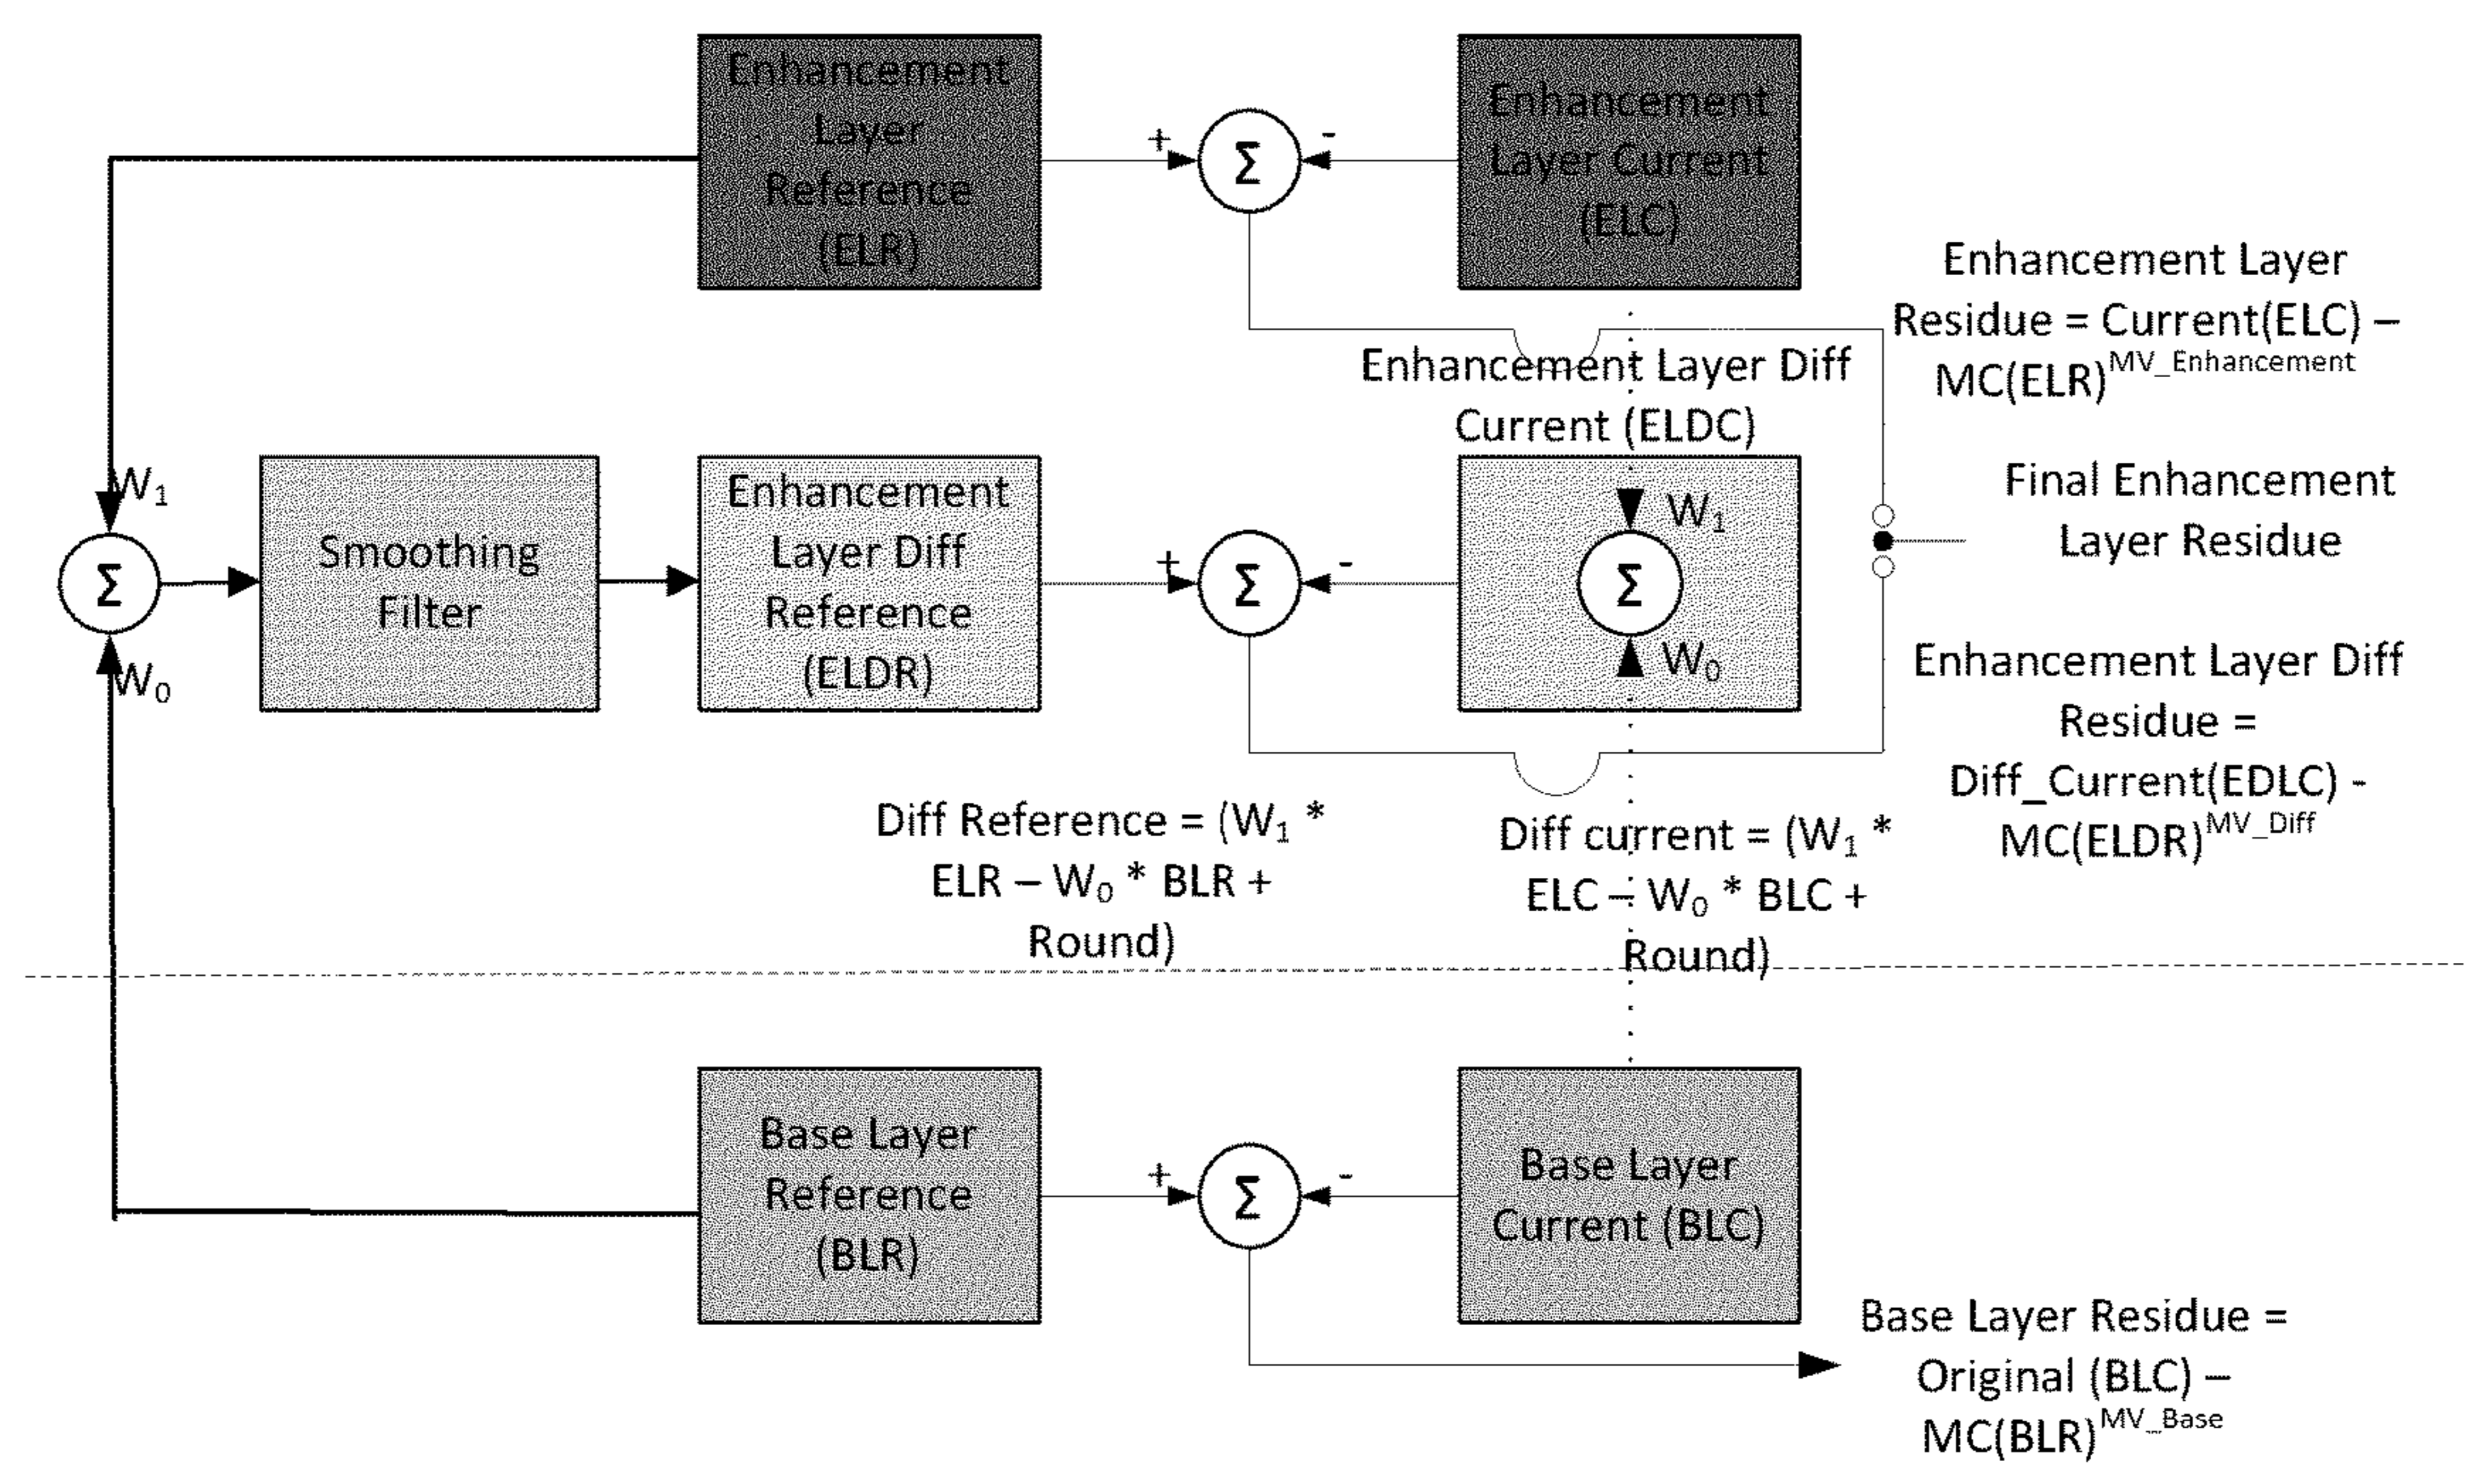 Enhancement
Layer
Reference
(ELR)
+
Σ
-
Enhancement
Layer Current
(ELC)
Enhancement Layer
Residue = Current(ELC) –
MC(ELR)^MV_Enhancement
Enhancement Layer Diff
Current (ELDC)
W₁
Σ
W₀
Smoothing
Filter
Enhancement
Layer Diff
Reference
(ELDR)
+
Σ
-
W₁
Σ
W₀
Final Enhancement
Layer Residue
Enhancement Layer Diff
Residue =
Diff_Current(EDLC) -
MC(ELDR)^MV_Diff
Diff Reference = (W₁ *
ELR – W₀ * BLR +
Round)
Diff current = (W₁ *
ELC – W₀ * BLC +
Round)
Base Layer
Reference
(BLR)
+
Σ
-
Base Layer
Current (BLC)
Base Layer Residue =
Original (BLC) –
MC(BLR)^MV_Base